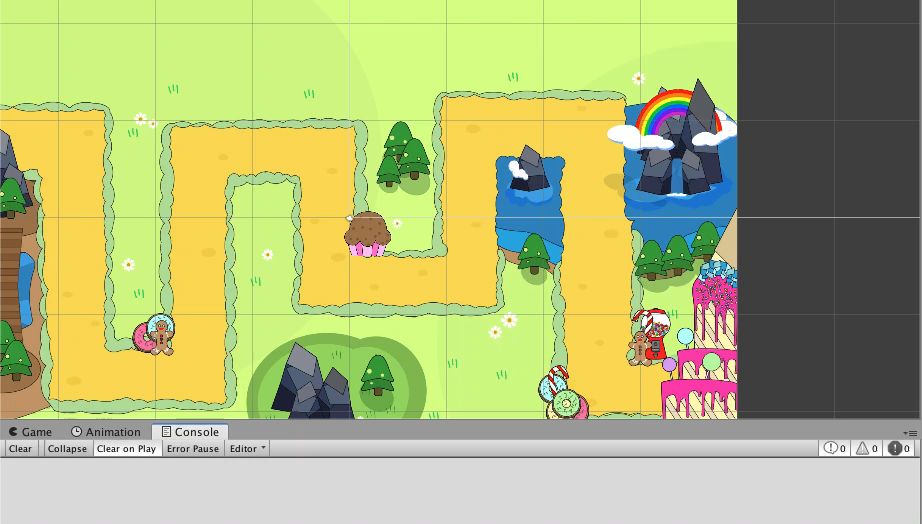 Game Animation Console
Clear Collapse Clear on Play Error Pause Editor 0 0 0